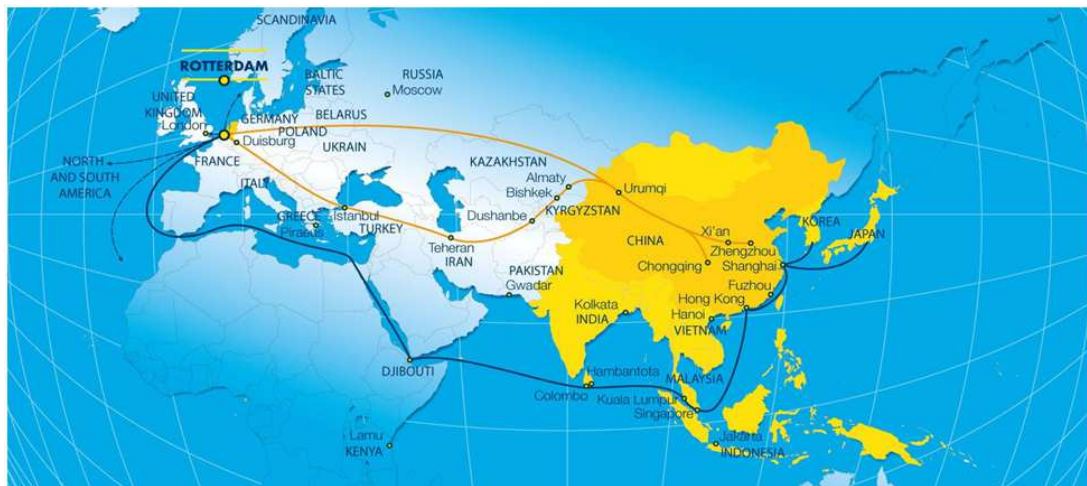 SCANDINAVIA
ROTTERDAM
BALTIC
STATES
RUSSIA
Moscow
UNITED
KINGDOM
London
GERMANY
BELARUS
POLAND
Duisburg
UKRAIN
FRANCE
NORTH
AND SOUTH
AMERICA
ITALY
GREECE
Piraeus
Istanbul
TURKEY
KAZAKHSTAN
Almaty
Bishkek
KYRGYZSTAN
Dushanbe
Urumqi
Teheran
IRAN
PAKISTAN
Gwadar
CHINA
Xi'an
Zhengzhou
Chongqing
Shanghai
KOREA
JAPAN
Fuzhou
Hong Kong
Hanoi
VIETNAM
Kolkata
INDIA
DJIBOUTI
Hambantota
Colombo
MALAYSIA
Kuala Lumpur
Singapore
Lamu
KENYA
Jakarta
INDONESIA